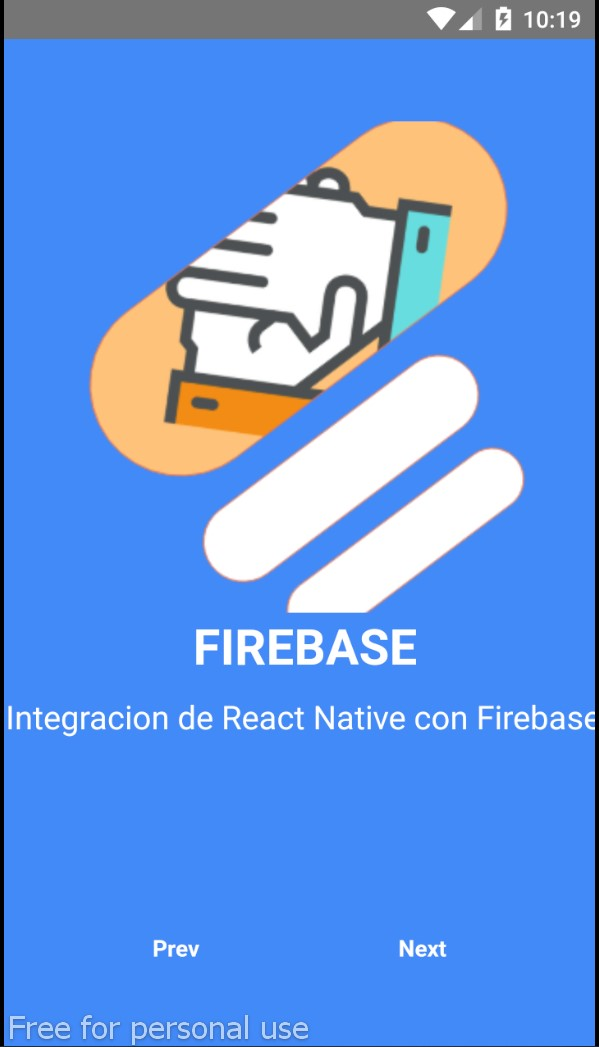 10:19
FIREBASE
Integracion de React Native con Firebase
Prev
Next
Free for personal use